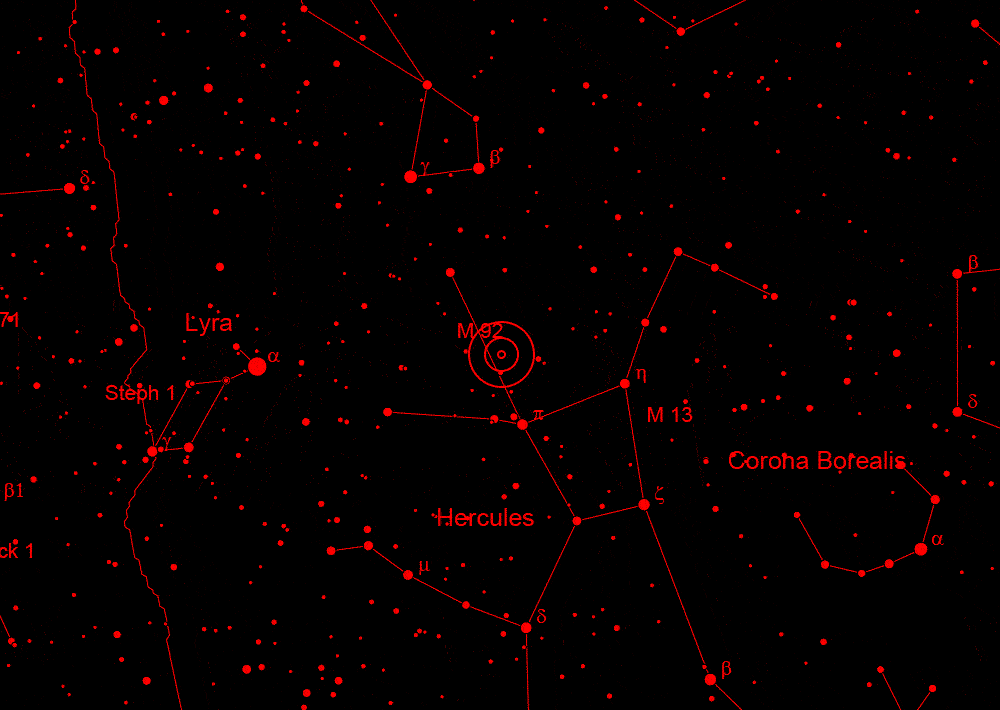 β
γ
δ
β
71
Lyra
M 92
α
η
Steph 1
δ
π
M 13
γ
Corona Borealis
β1
ζ
Hercules
α
ck 1
μ
δ
β